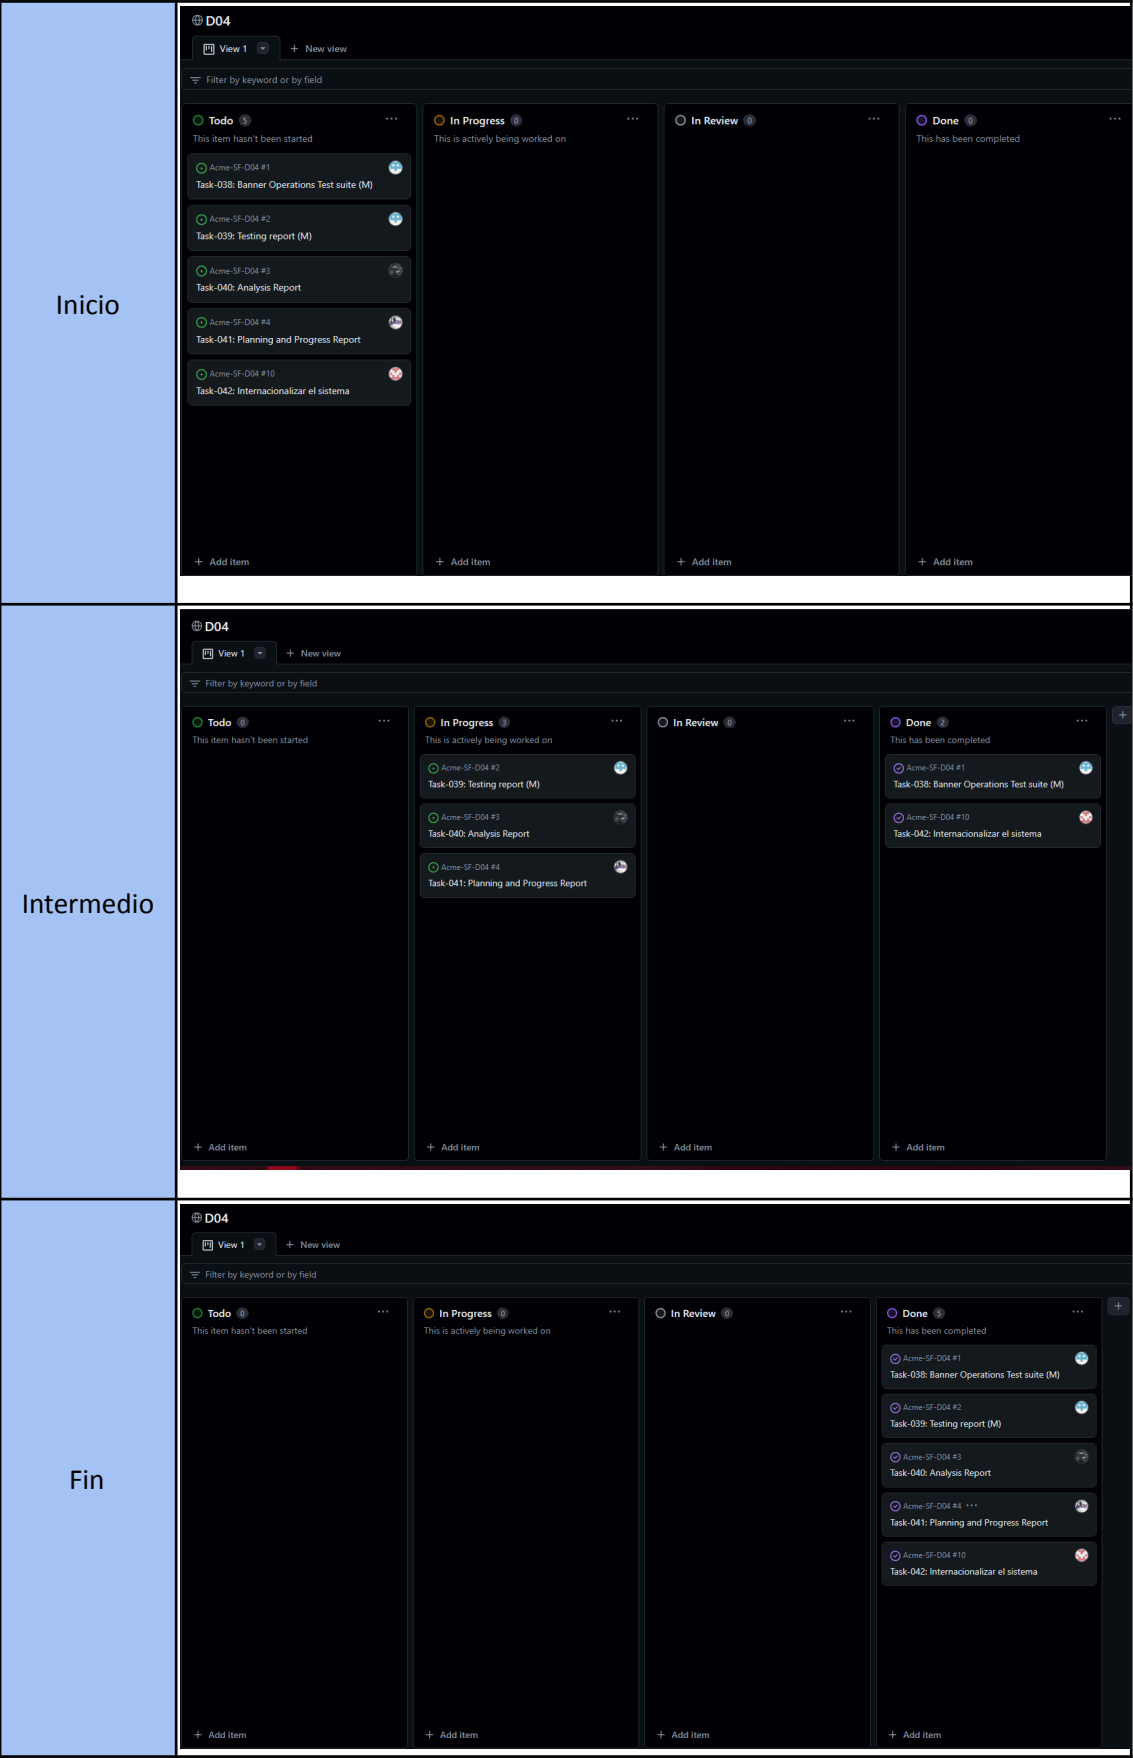 Inicio
D04
View 1
+ New view
Filter by keyword or by field
Todo 5
This item hasn't been started
Acme-SF-D04 #1
Task-038: Banner Operations Test suite (M)
Acme-SF-D04 #2
Task-039: Testing report (M)
Acme-SF-D04 #3
Task-040: Analysis Report
Acme-SF-D04 #4
Task-041: Planning and Progress Report
Acme-SF-D04 #10
Task-042: Internacionalizar el sistema
+ Add item
In Progress 0
This is actively being worked on
+ Add item
In Review 0
+ Add item
Done 0
This has been completed
+ Add item
Intermedio
D04
View 1
+ New view
Filter by keyword or by field
Todo 0
This item hasn't been started
+ Add item
In Progress 3
This is actively being worked on
Acme-SF-D04 #2
Task-039: Testing report (M)
Acme-SF-D04 #3
Task-040: Analysis Report
Acme-SF-D04 #4
Task-041: Planning and Progress Report
+ Add item
In Review 0
+ Add item
Done 2
This has been completed
Acme-SF-D04 #1
Task-038: Banner Operations Test suite (M)
Acme-SF-D04 #10
Task-042: Internacionalizar el sistema
+ Add item
Fin
D04
View 1
+ New view
Filter by keyword or by field
Todo 0
This item hasn't been started
+ Add item
In Progress 0
This is actively being worked on
+ Add item
In Review 0
+ Add item
Done 5
This has been completed
Acme-SF-D04 #1
Task-038: Banner Operations Test suite (M)
Acme-SF-D04 #2
Task-039: Testing report (M)
Acme-SF-D04 #3
Task-040: Analysis Report
Acme-SF-D04 #4
Task-041: Planning and Progress Report
Acme-SF-D04 #10
Task-042: Internacionalizar el sistema
+ Add item